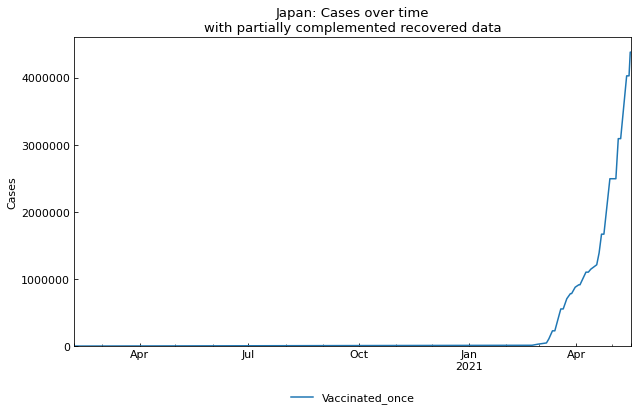 Japan: Cases over time
with partially complemented recovered data
Cases
4000000
3000000
2000000
1000000
0
Apr
Jul
Oct
Jan
2021
Apr
Vaccinated_once